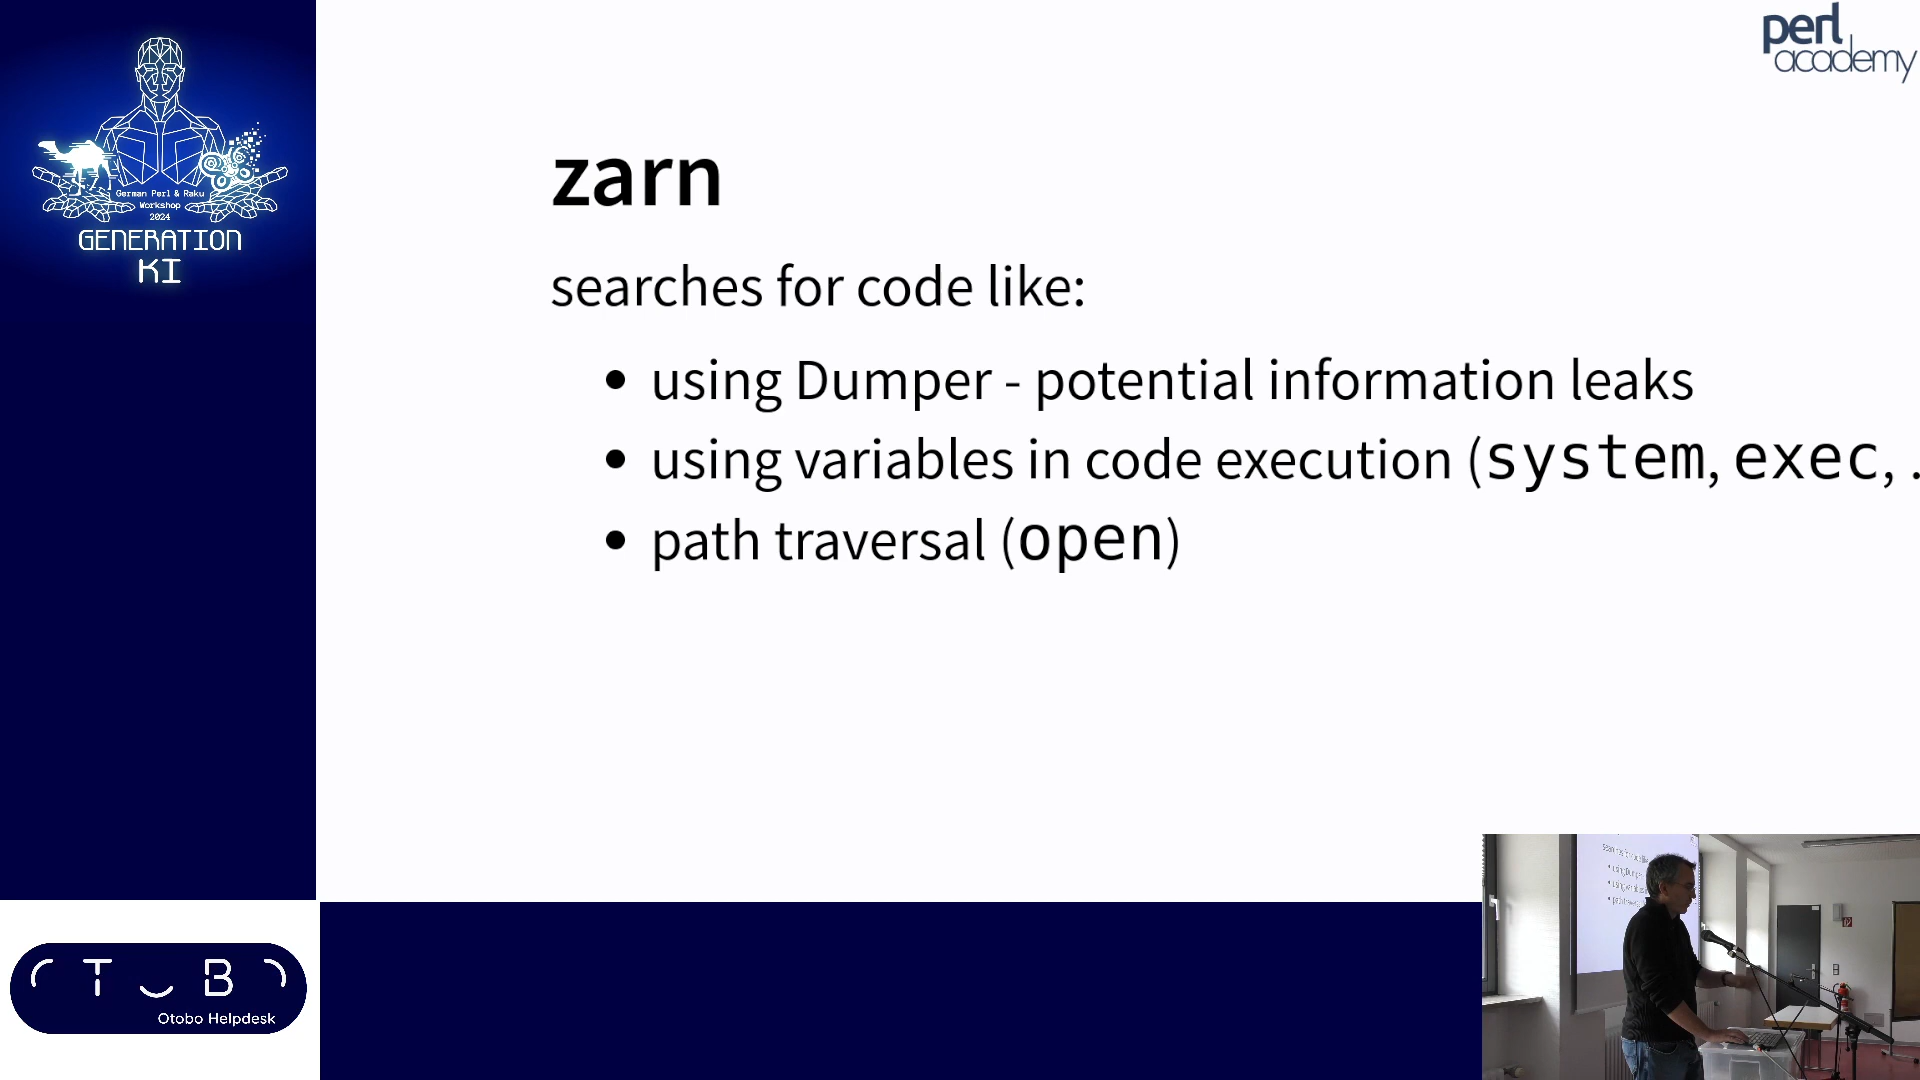 German Perl & Raku
Workshop
2024
GENERATION
KI
perl
academy
zarn
searches for code like:
• using Dumper - potential information leaks
• using variables in code execution (system, exec, .
• path traversal (open)
OTOBO
Otobo Helpdesk